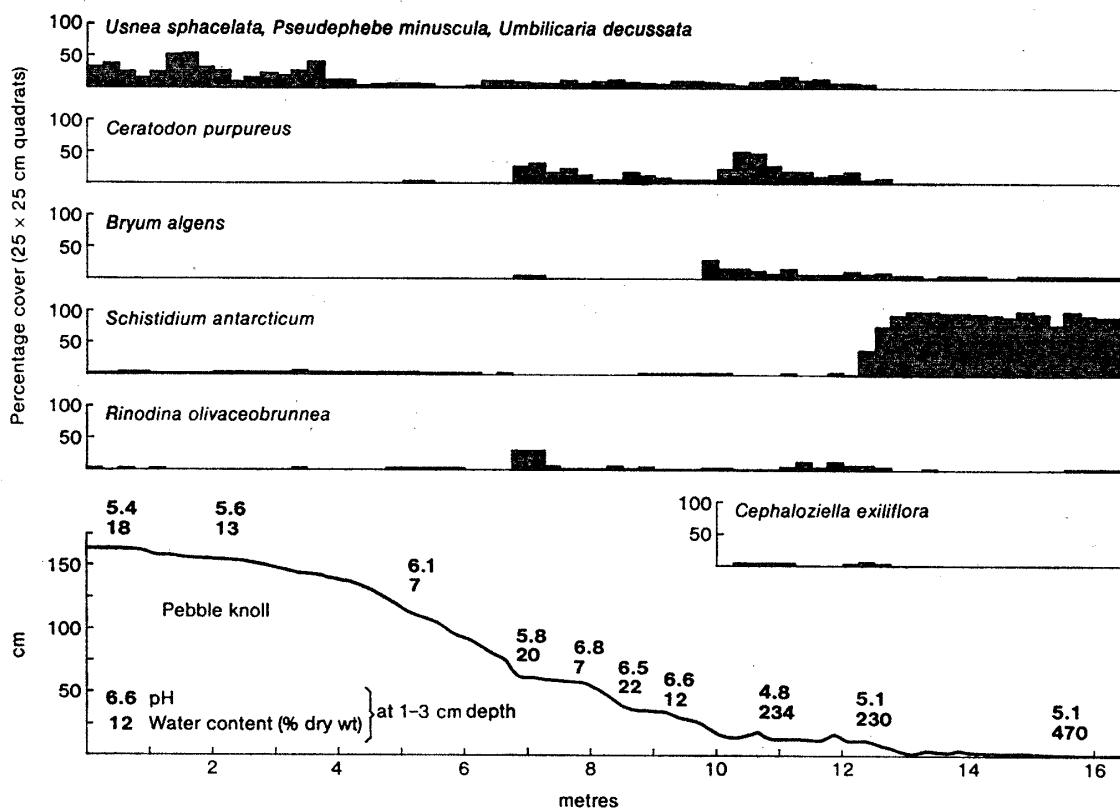 Percentage cover (25 × 25 cm quadrats)
100
50
Usnea sphacelata, Pseudephebe minuscula, Umbilicaria decussata
100
50
Ceratodon purpureus
100
50
Bryum algens
100
50
Schistidium antarcticum
100
50
Rinodina olivaceobrunnea
100
50
Cephaloziella exiliflora
cm
150
100
50
5.4
18
5.6
13
6.1
7
5.8
20
6.8
7
6.5
22
6.6
12
4.8
234
5.1
230
5.1
470
Pebble knoll
6.6 pH
12 Water content (% dry wt)
at 1–3 cm depth
2 4 6 8 10 12 14 16
metres